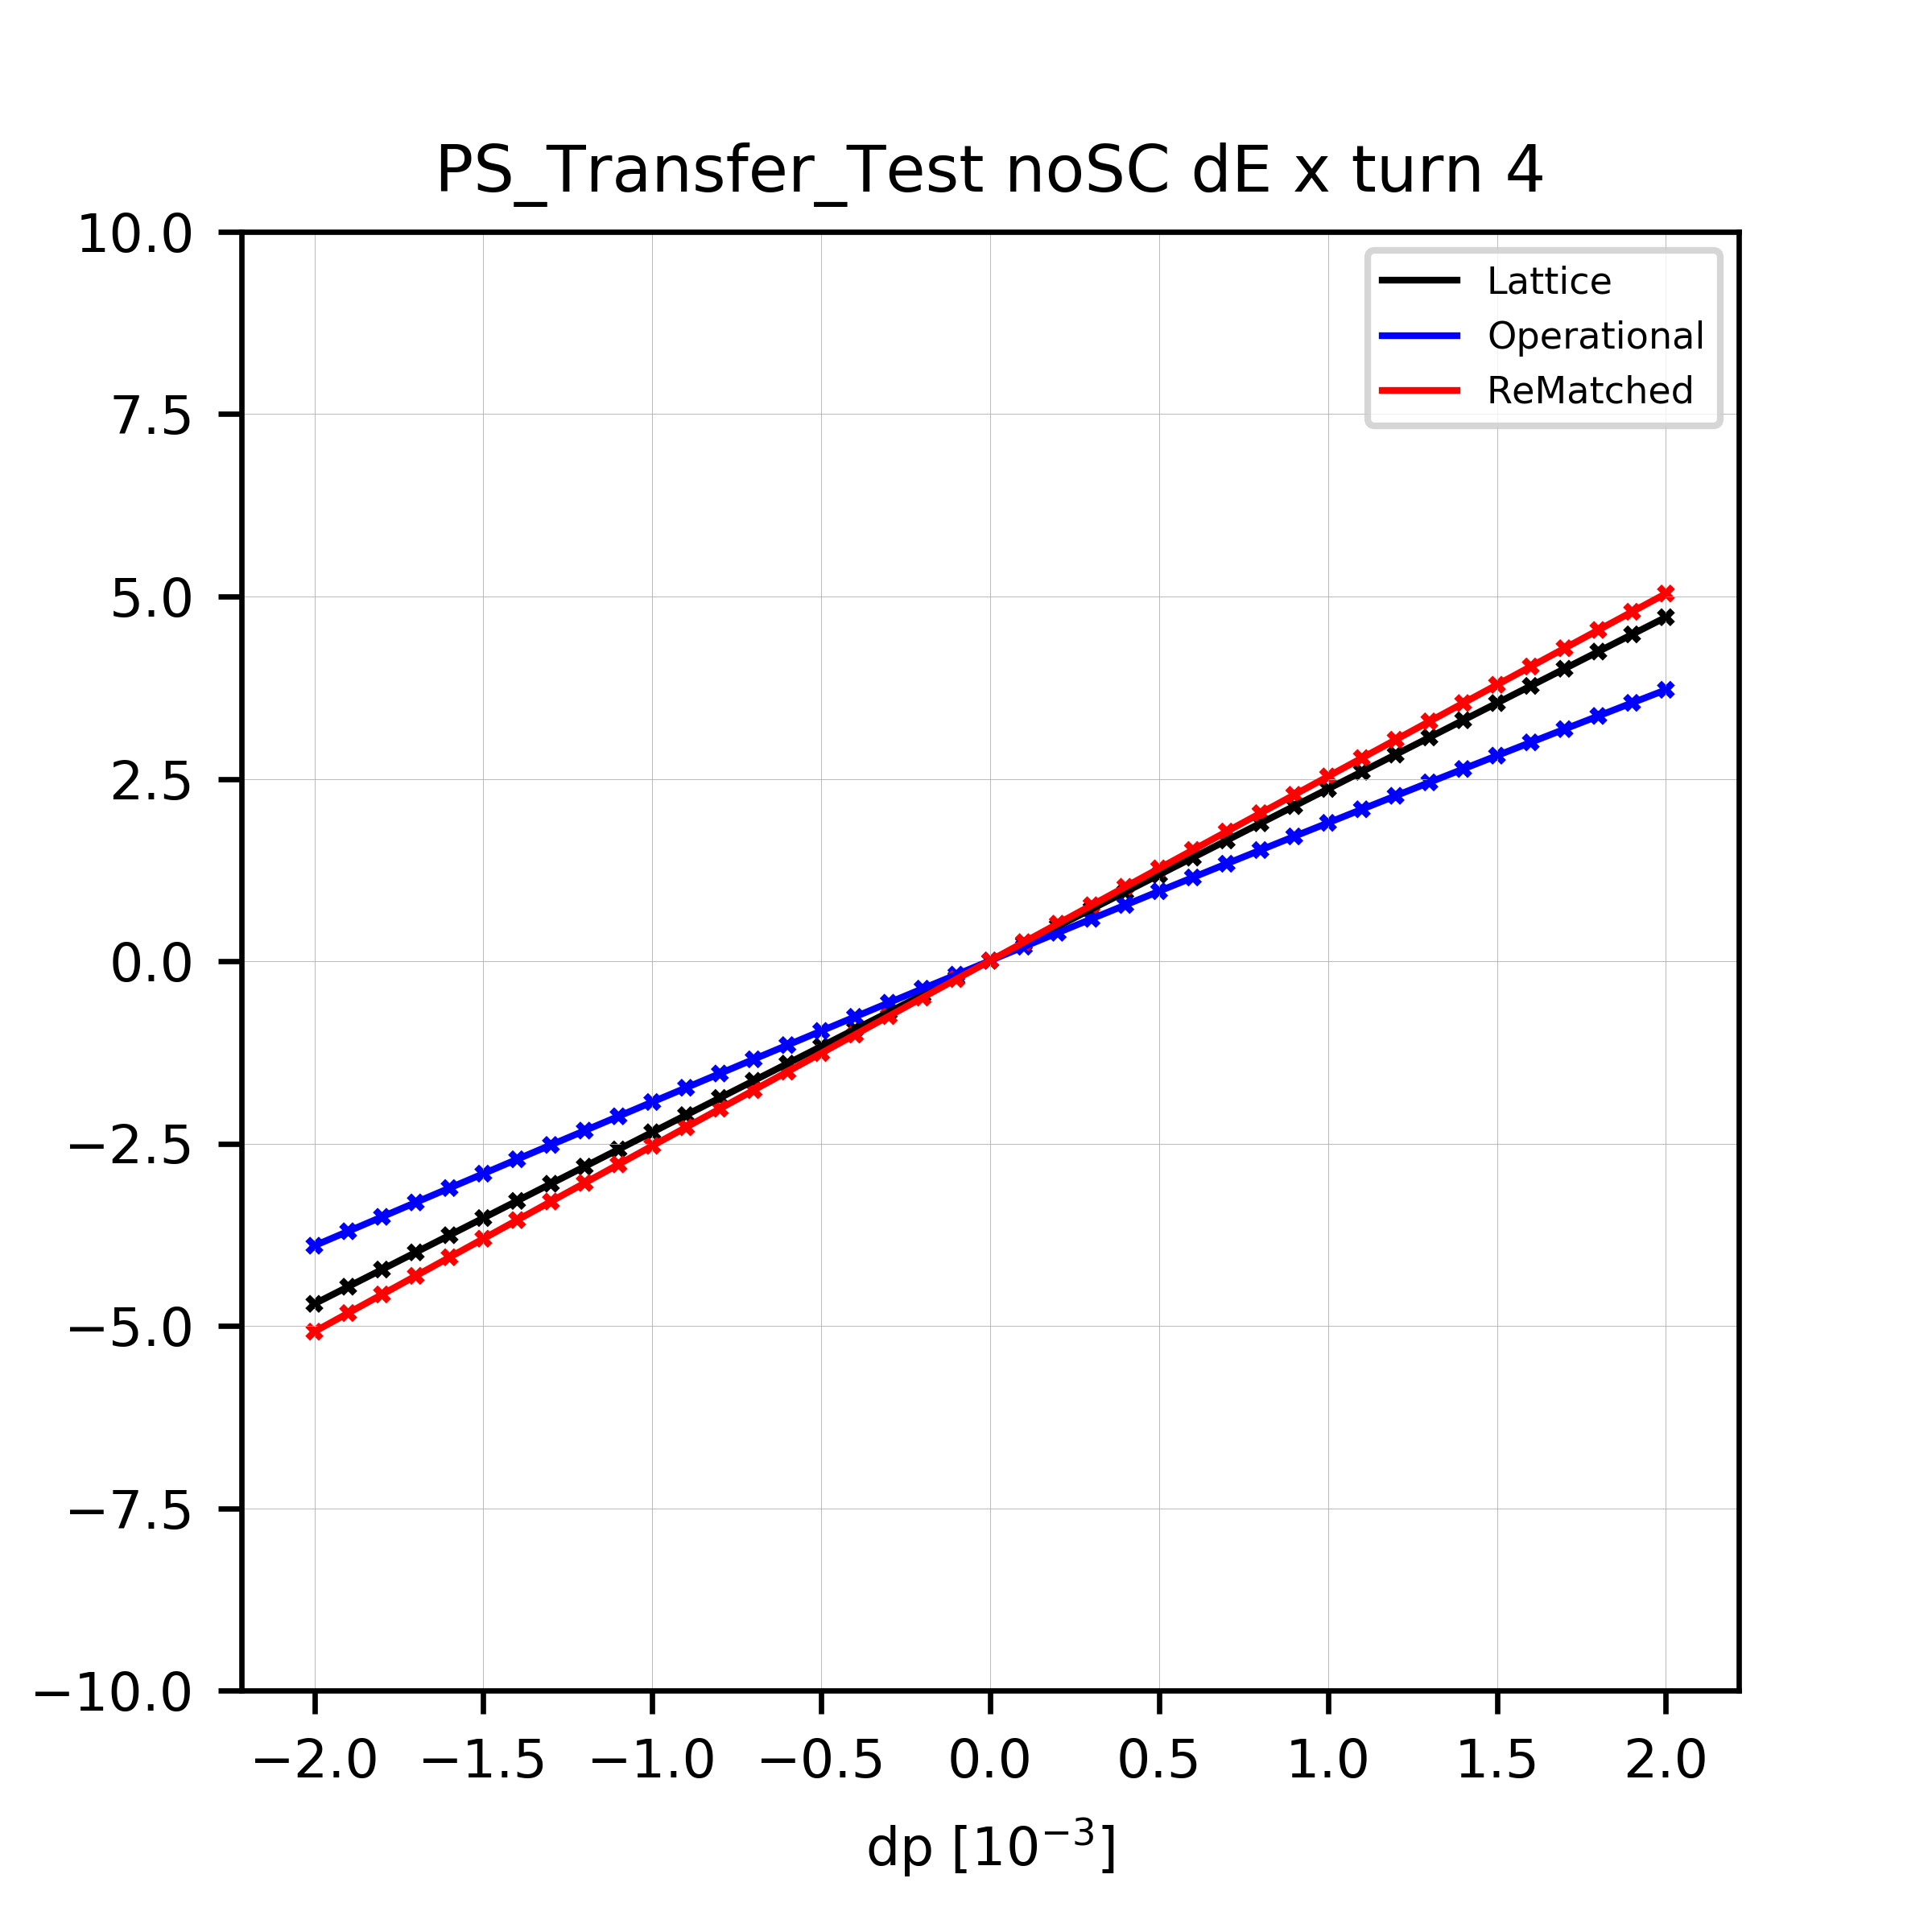 PS_Transfer_Test noSC dE x turn 4
10.0
7.5
5.0
2.5
0.0
−2.5
−5.0
−7.5
−10.0
Lattice
Operational
ReMatched
−2.0 −1.5 −1.0 −0.5 0.0 0.5 1.0 1.5 2.0
dp [10⁻³]